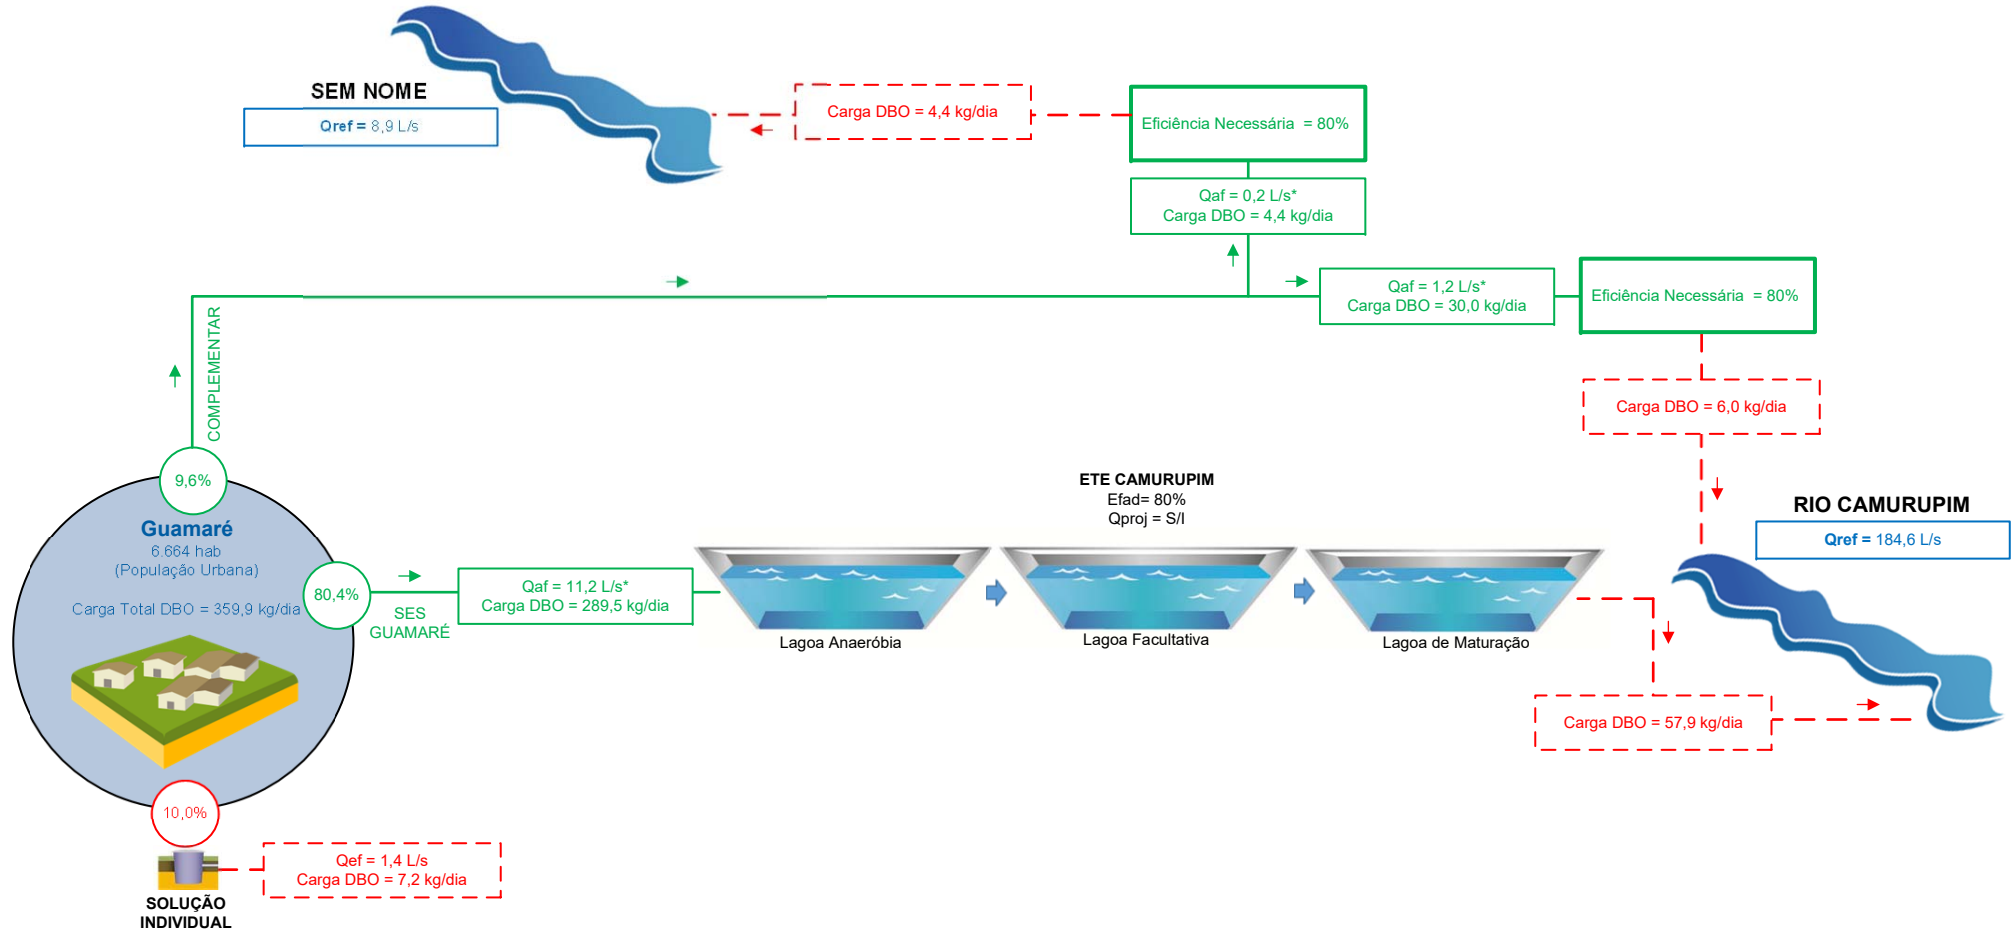 SEM NOME
Qref = 8,9 L/s
Carga DBO = 4,4 kg/dia
Eficiência Necessária = 80%
Qaf = 0,2 L/s*
Carga DBO = 4,4 kg/dia
Qaf = 1,2 L/s*
Carga DBO = 30,0 kg/dia
Eficiência Necessária = 80%
Carga DBO = 6,0 kg/dia
COMPLEMENTAR
9,6%
Guamaré
6.664 hab
(População Urbana)
Carga Total DBO = 359,9 kg/dia
80,4%
SES
GUAMARÉ
Qaf = 11,2 L/s*
Carga DBO = 289,5 kg/dia
ETE CAMURUPIM
Efad= 80%
Qproj = S/I
Lagoa Anaeróbia
Lagoa Facultativa
Lagoa de Maturação
RIO CAMURUPIM
Qref = 184,6 L/s
Carga DBO = 57,9 kg/dia
10,0%
Qef = 1,4 L/s
Carga DBO = 7,2 kg/dia
SOLUÇÃO
INDIVIDUAL